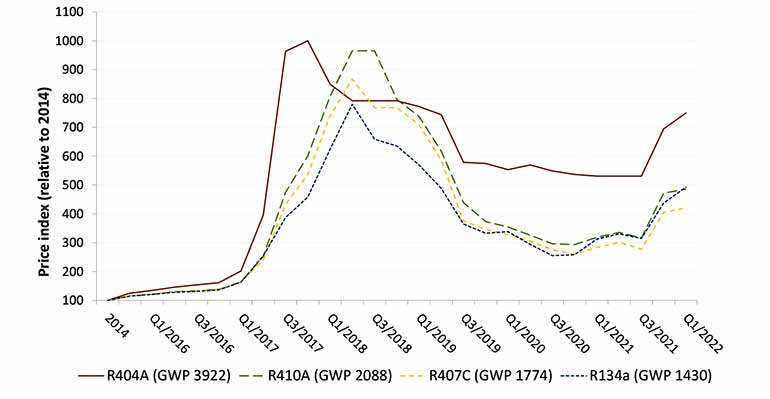 Price index (relative to 2014)
1100
1000
900
800
700
600
500
400
300
200
100
2014
Q1/2016
Q3/2016
Q1/2017
Q3/2017
Q1/2018
Q3/2018
Q1/2019
Q3/2019
Q1/2020
Q3/2020
Q1/2021
Q3/2021
Q1/2022
R404A (GWP 3922) R410A (GWP 2088) R407C (GWP 1774) R134a (GWP 1430)